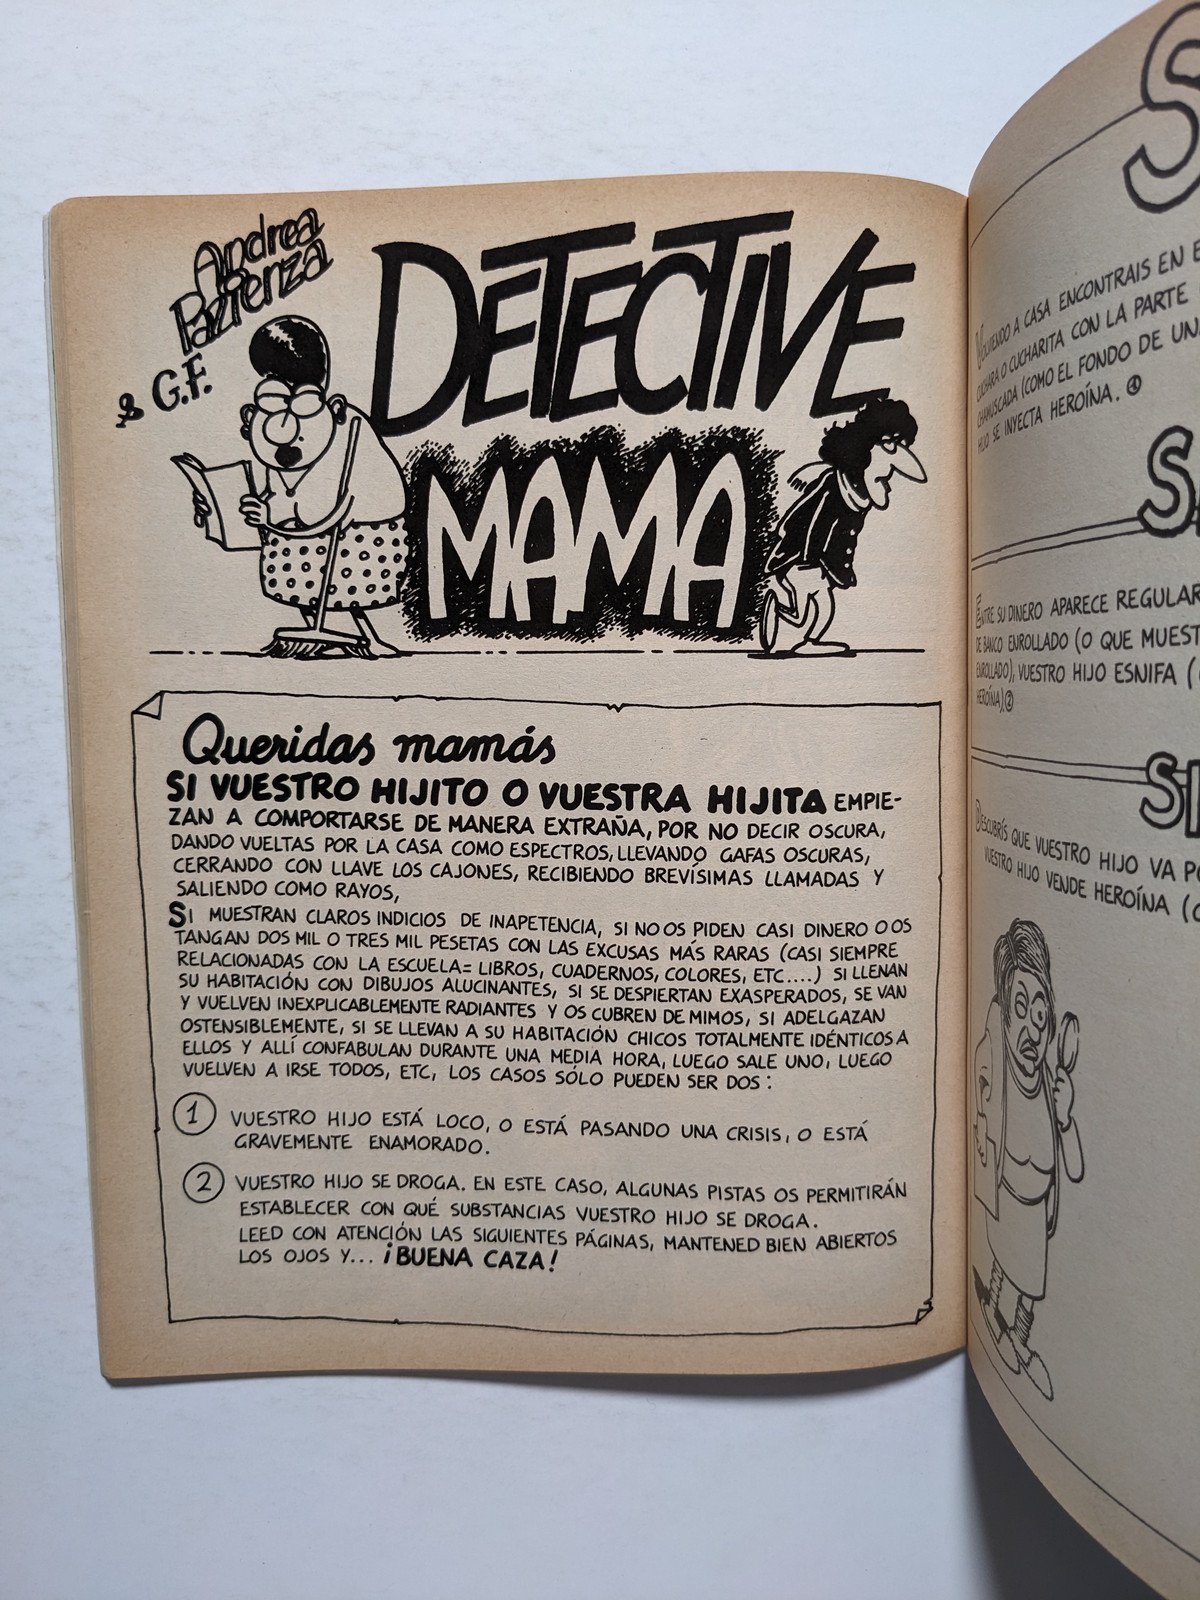 Andrea
Pazienza
& G.F.
DETECTIVE
MAMA
Queridas mamás
SI VUESTRO HIJITO O VUESTRA HIJITA EMPIE-
ZAN A COMPORTARSE DE MANERA EXTRAÑA, POR NO DECIR OSCURA,
DANDO VUELTAS POR LA CASA COMO ESPECTROS, LLEVANDO GAFAS OSCURAS,
CERRANDO CON LLAVE LOS CAJONES, RECIBIENDO BREVÍSIMAS LLAMADAS Y
SALIENDO COMO RAYOS,
SI MUESTRAN CLAROS INDICIOS DE INAPETENCIA, SI NO OS PIDEN CASI DINERO O OS
TANGAN DOS MIL O TRES MIL PESETAS CON LAS EXCUSAS MÁS RARAS (CASI SIEMPRE
RELACIONADAS CON LA ESCUELA= LIBROS, CUADERNOS, COLORES, ETC....) SI LLENAN
SU HABITACIÓN CON DIBUJOS ALUCINANTES, SI SE DESPIERTAN EXASPERADOS, SE VAN
Y VUELVEN INEXPLICABLEMENTE RADIANTES Y OS CUBREN DE MIMOS, SI ADELGAZAN
OSTENSIBLEMENTE, SI SE LLEVAN A SU HABITACIÓN CHICOS TOTALMENTE IDÉNTICOS A
ELLOS Y ALLÍ CONFABULAN DURANTE UNA MEDIA HORA, LUEGO SALE UNO, LUEGO
VUELVEN A IRSE TODOS, ETC, LOS CASOS SÓLO PUEDEN SER DOS:
1 VUESTRO HIJO ESTÁ LOCO, O ESTÁ PASANDO UNA CRISIS, O ESTÁ
GRAVEMENTE ENAMORADO.
2 VUESTRO HIJO SE DROGA. EN ESTE CASO, ALGUNAS PISTAS OS PERMITIRÁN
ESTABLECER CON QUÉ SUBSTANCIAS VUESTRO HIJO SE DROGA.
LEED CON ATENCIÓN LAS SIGUIENTES PÁGINAS, MANTENED BIEN ABIERTOS
LOS OJOS Y... ¡BUENA CAZA!
S
VOLVIENDO A CASA ENCONTRAIS EN E
CUCHARA O CUCHARITA CON LA PARTE
CHAMUSCADA (COMO EL FONDO DE UN
HIJO SE INYECTA HEROÍNA. ①
S
ENTRE SU DINERO APARECE REGULAR
DE BANCO ENROLLADO (O QUE MUEST
ENROLLADO), VUESTRO HIJO ESNIFA (
HEROÍNA).②
SI
DESCUBRÍS QUE VUESTRO HIJO VA PO
VUESTRO HIJO VENDE HEROÍNA (